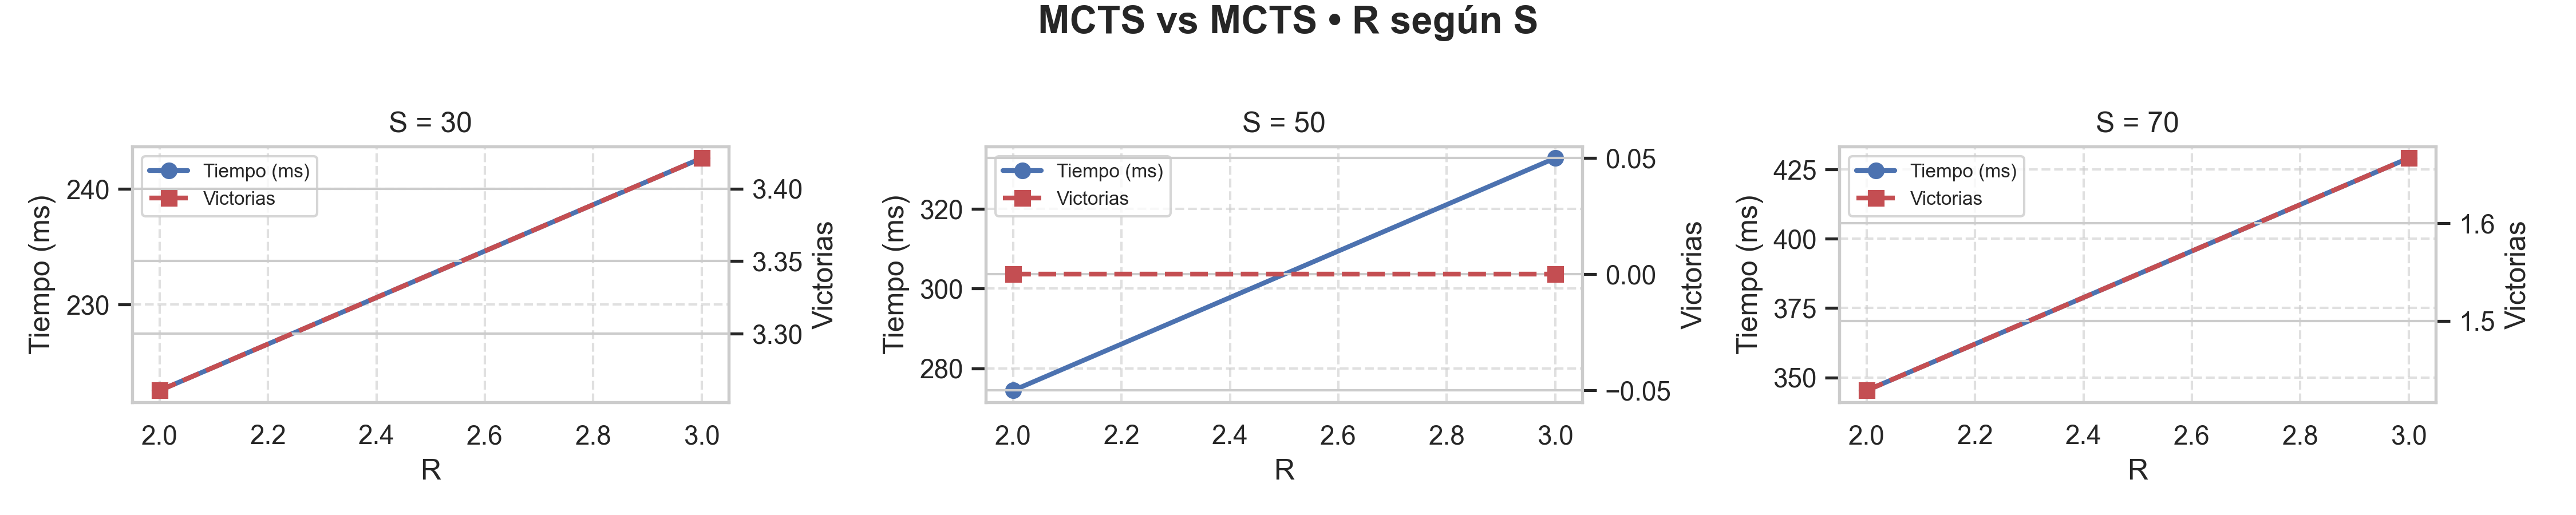 MCTS vs MCTS • R según S
S = 30
Tiempo (ms)
Victorias
240
230
3.40
3.35
3.30
Tiempo (ms)
Victorias
2.0 2.2 2.4 2.6 2.8 3.0
R
S = 50
Tiempo (ms)
Victorias
320
300
280
0.05
0.00
−0.05
Tiempo (ms)
Victorias
2.0 2.2 2.4 2.6 2.8 3.0
R
S = 70
Tiempo (ms)
Victorias
425
400
375
350
1.6
1.5
Tiempo (ms)
Victorias
2.0 2.2 2.4 2.6 2.8 3.0
R